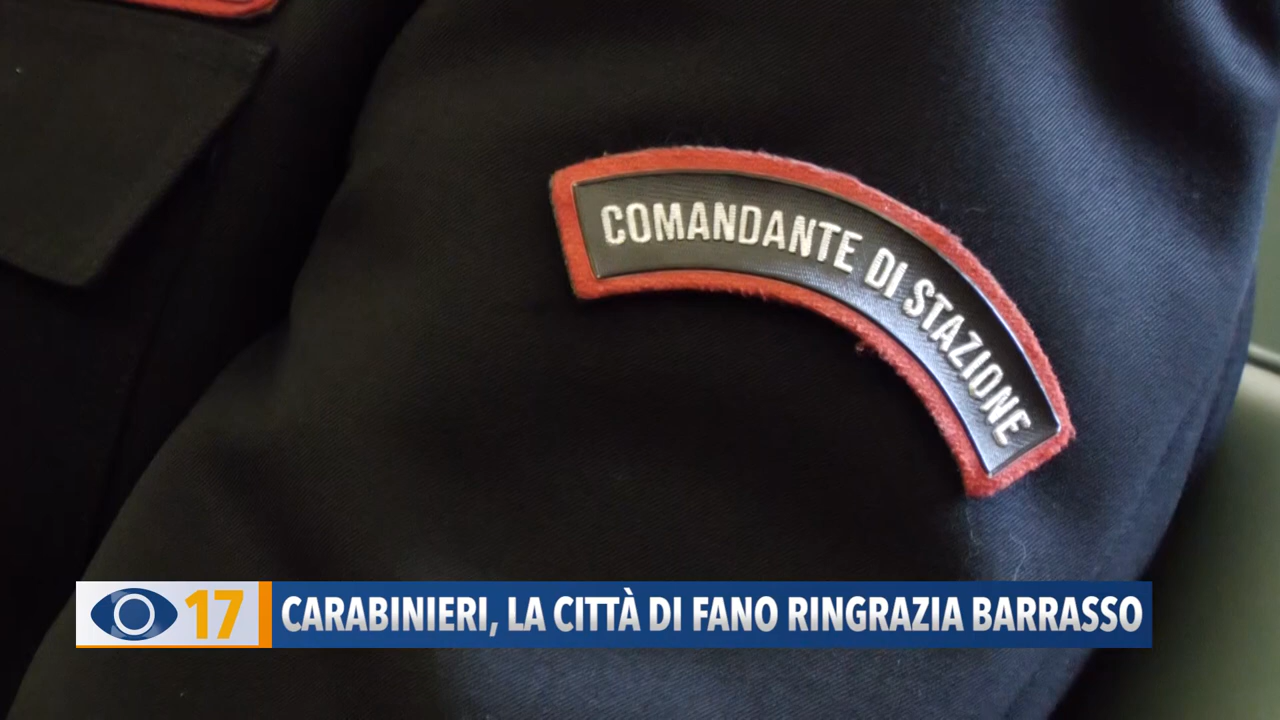 COMANDANTE DI STAZIONE
17 CARABINIERI, LA CITTÀ DI FANO RINGRAZIA BARRASSO